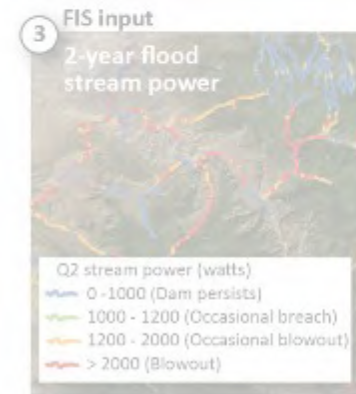 FIS input
3
2-year flood
stream power
Q2 stream power (watts)
0 -1000 (Dam persists)
1000 - 1200 (Occasional breach)
1200 - 2000 (Occasional blowout)
> 2000 (Blowout)